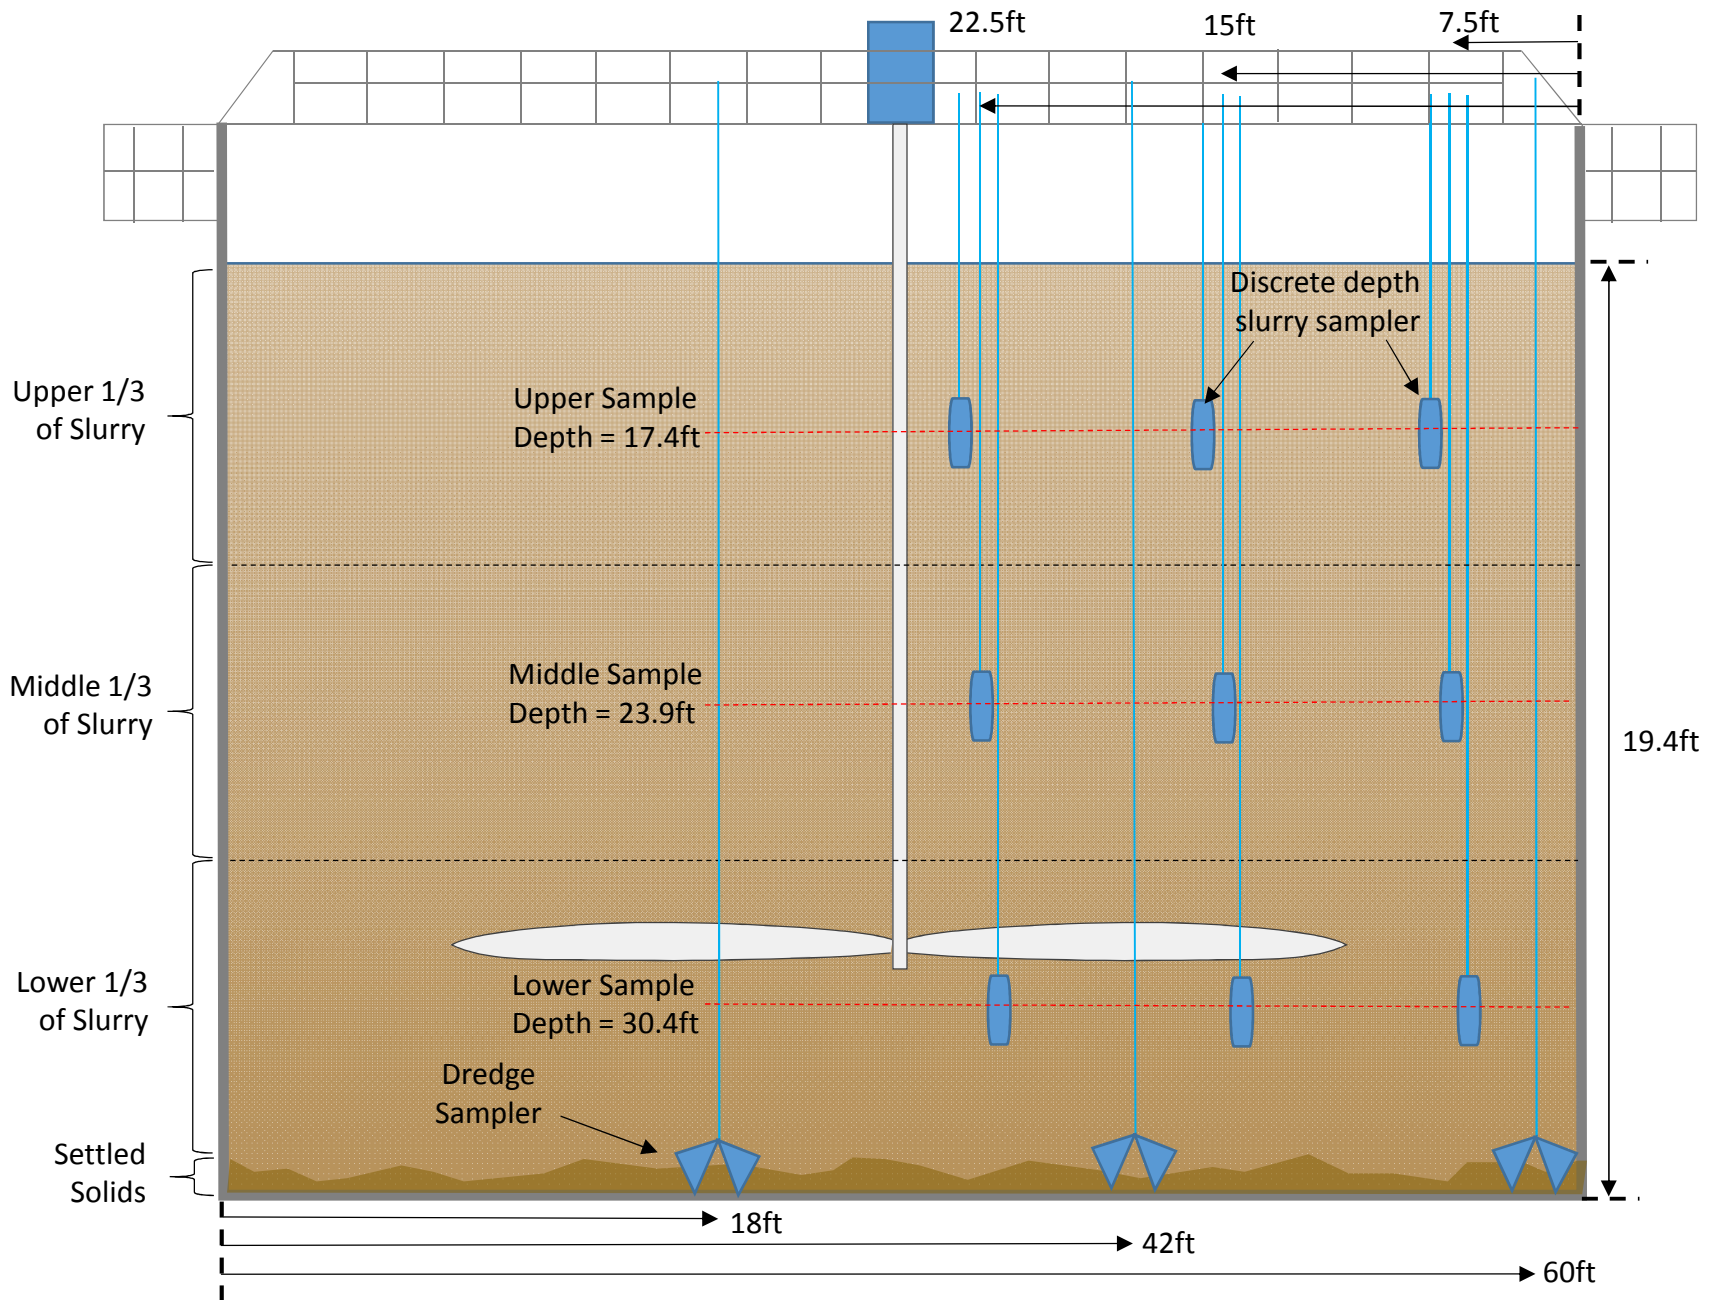 22.5ft
15ft
7.5ft
Discrete depth
slurry sampler
Upper 1/3
of Slurry
Upper Sample
Depth = 17.4ft
Middle 1/3
of Slurry
Middle Sample
Depth = 23.9ft
19.4ft
Lower 1/3
of Slurry
Lower Sample
Depth = 30.4ft
Dredge
Sampler
Settled
Solids
18ft
42ft
60ft